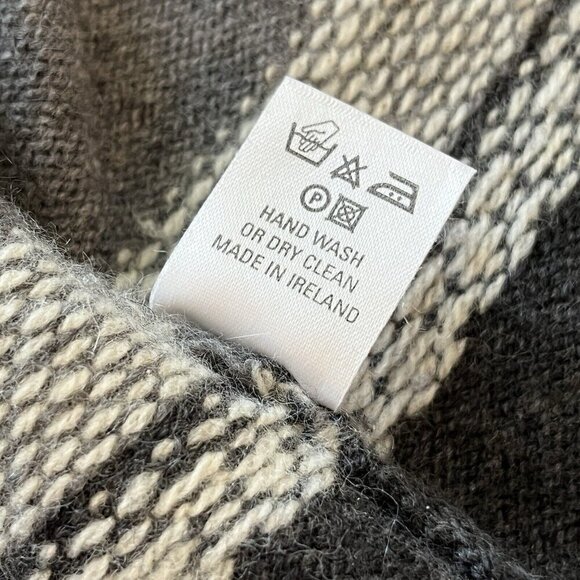 P
HAND WASH
OR DRY CLEAN
MADE IN IRELAND